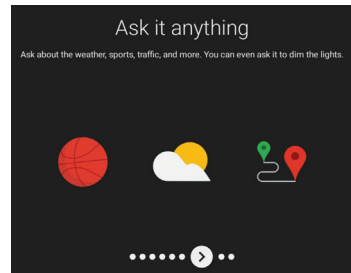 Ask it anything
Ask about the weather, sports, traffic, and more. You can even ask it to dim the lights.